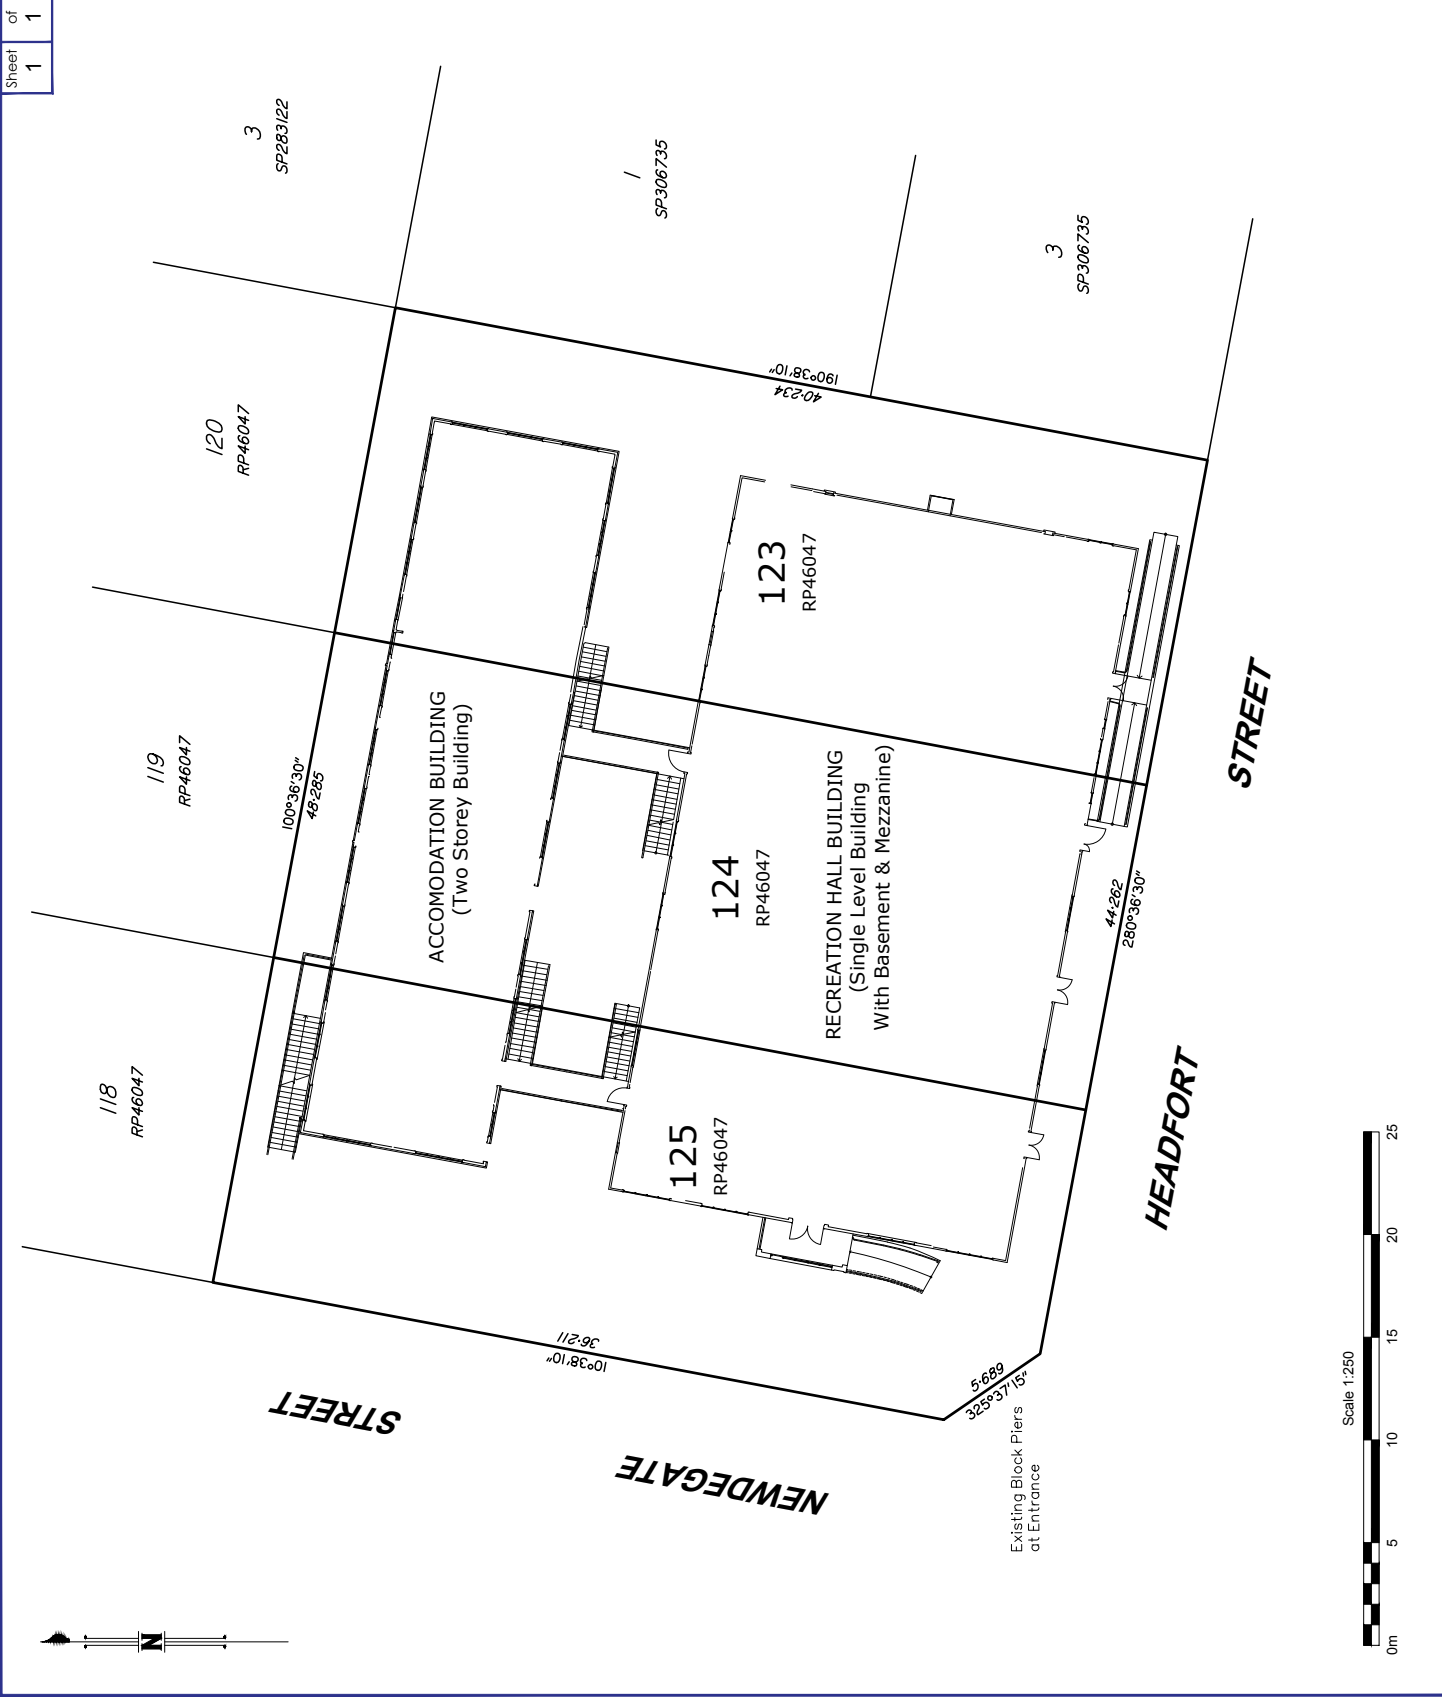 Sheet
of
1
1
3
SP283122
1
SP306735
3
SP306735
120
RP46047
119
RP46047
118
RP46047
100°36'30"
48·285
190°38'10"
40·234
ACCOMODATION BUILDING
(Two Storey Building)
123
RP46047
124
RP46047
125
RP46047
RECREATION HALL BUILDING
(Single Level Building
With Basement & Mezzanine)
44·262
280°36'30"
36·211
10°38'10"
5·689
325°37'15"
Existing Block Piers
at Entrance
NEWDEGATE STREET
HEADFORT STREET
N
Scale 1:250
0m 5 10 15 20 25